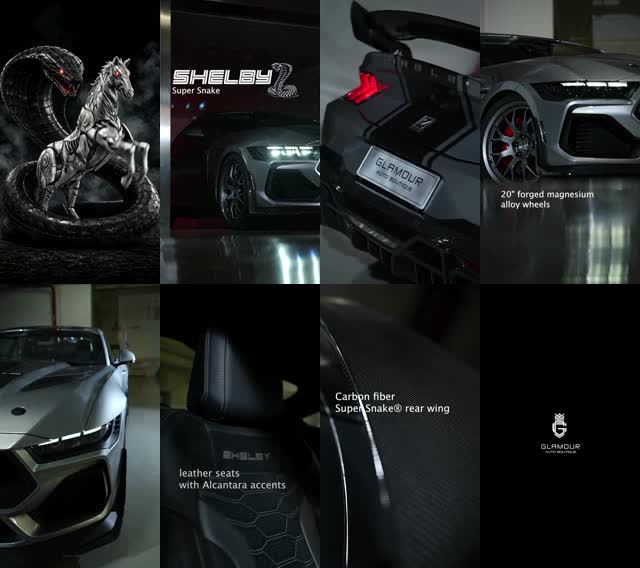 SHELBY
Super Snake
SHELBY
GLAMOUR
AUTO BOUTIQUE
20" forged magnesium
alloy wheels
SHELBY
leather seats
with Alcantara accents
Carbon fiber
Super Snake® rear wing
GLAMOUR
AUTO BOUTIQUE